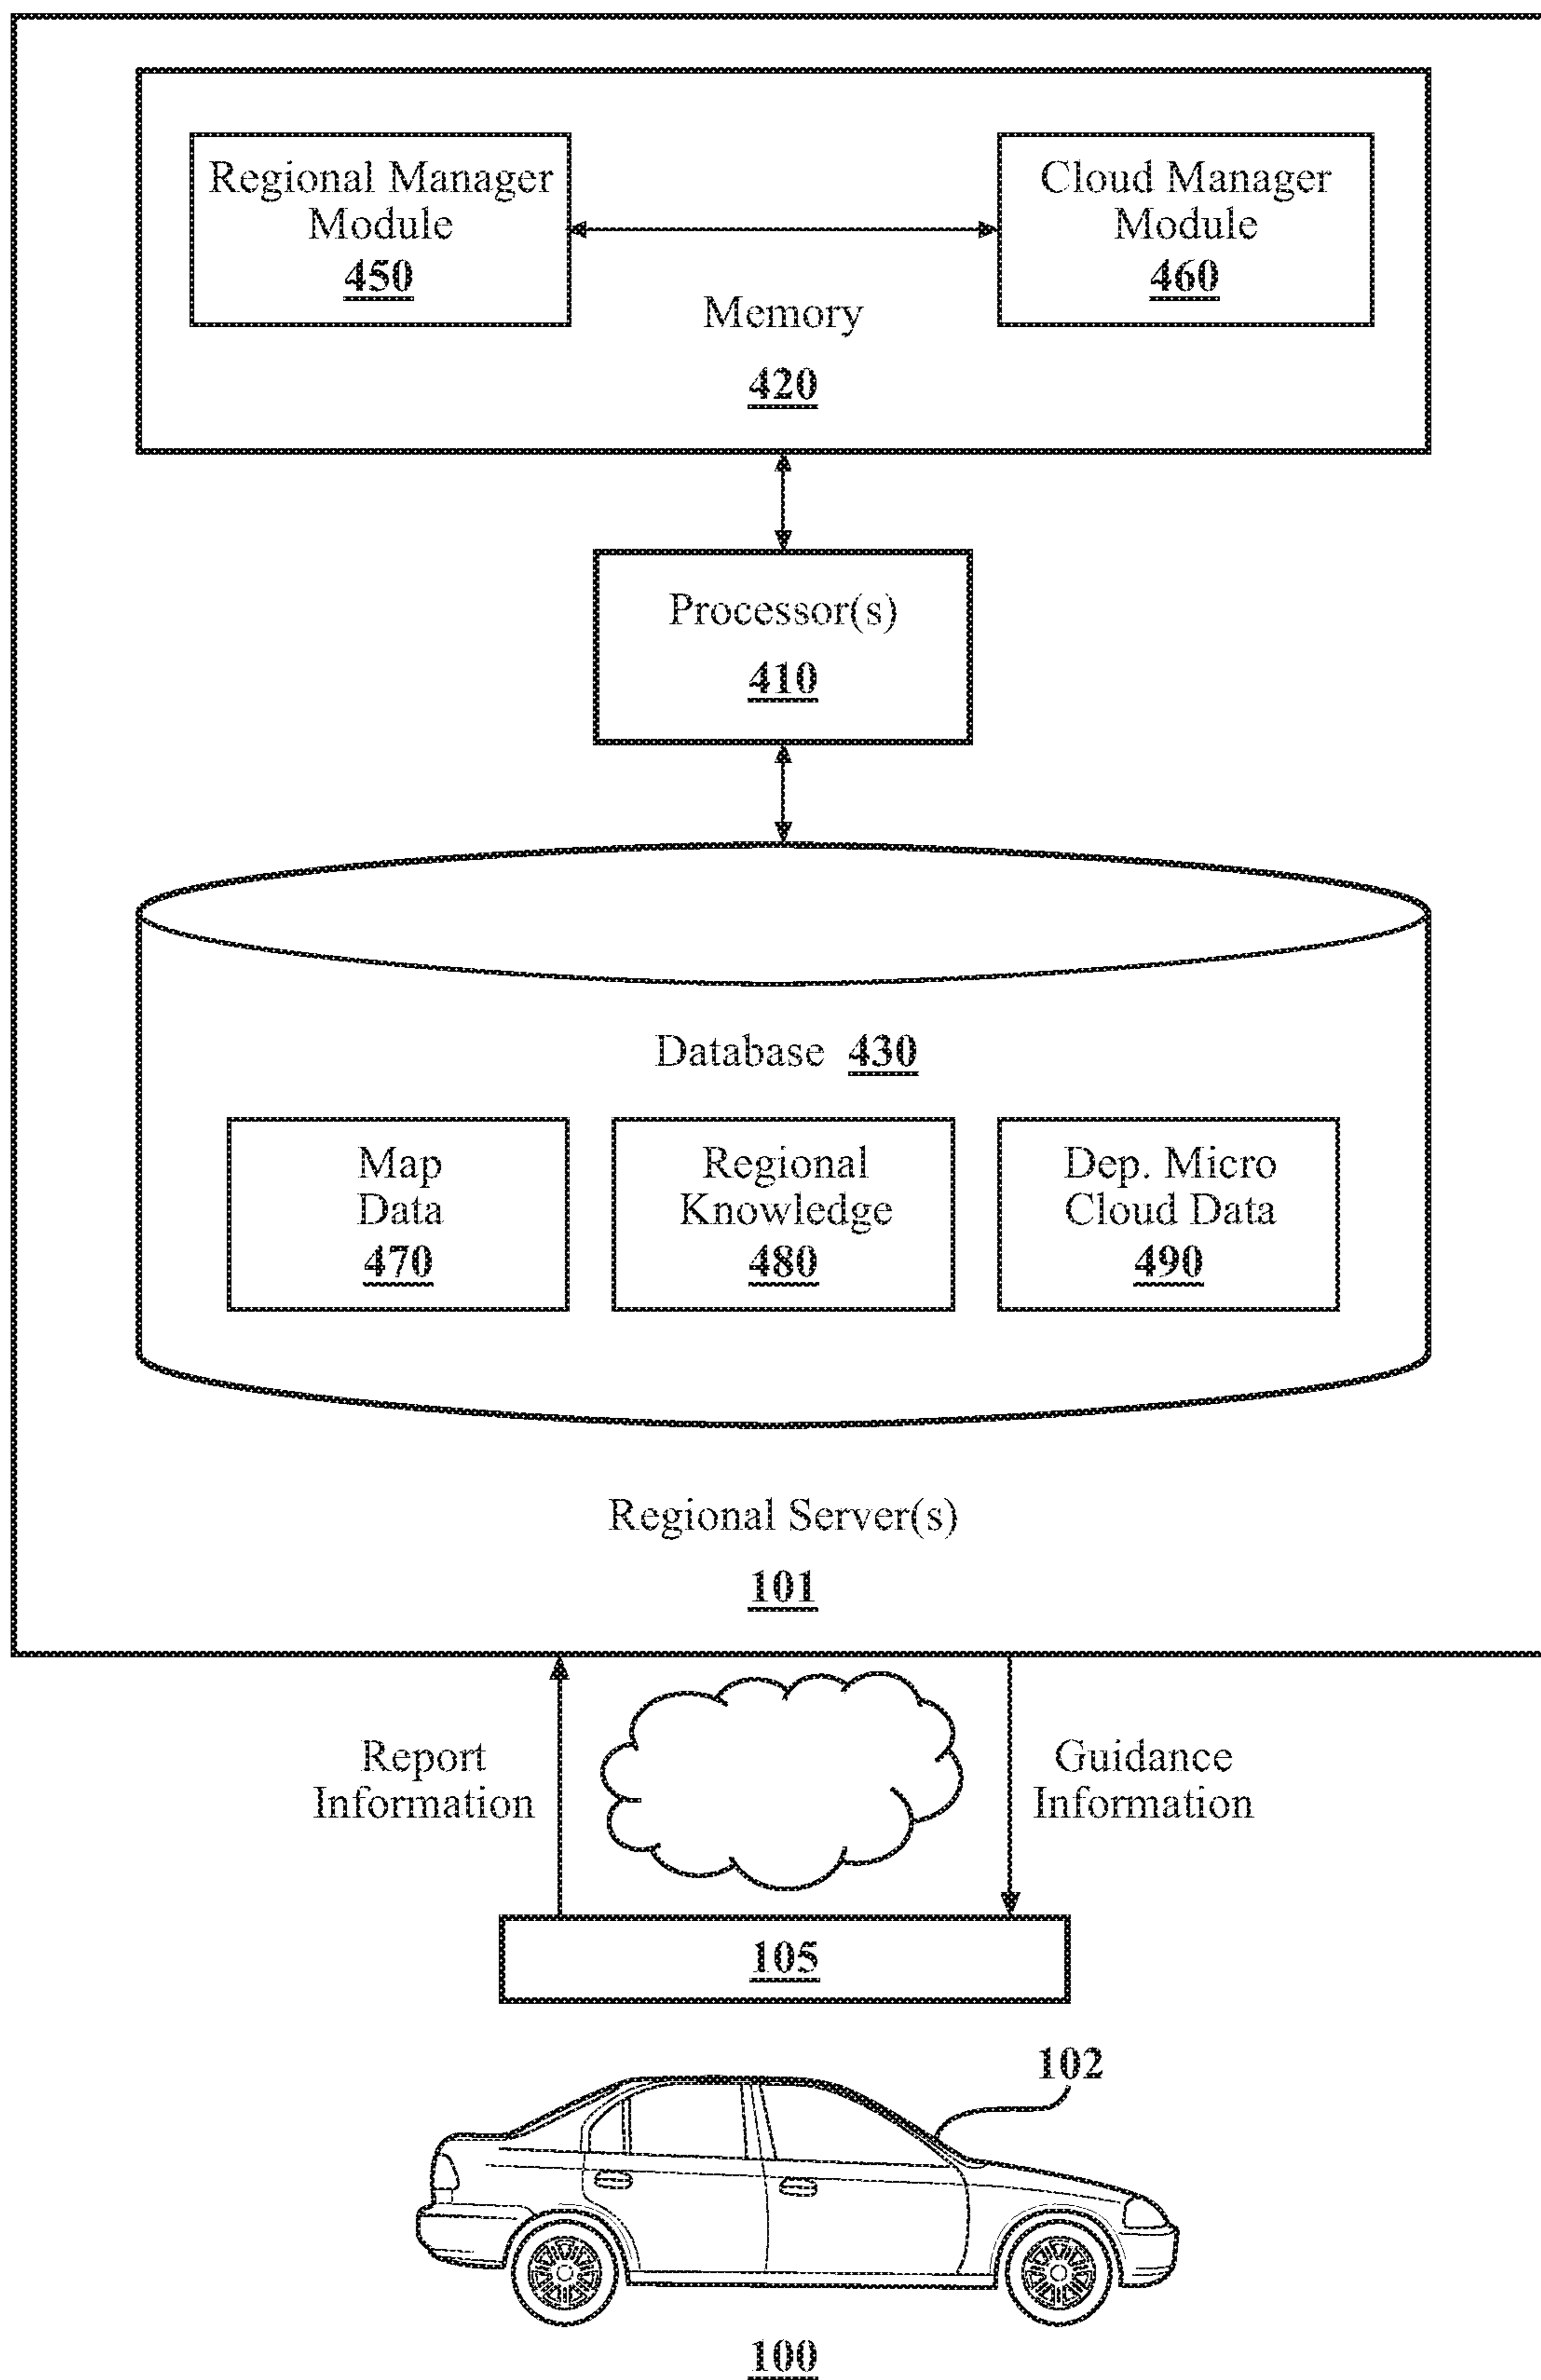 Regional Manager
Module
450
Cloud Manager
Module
460
Memory
420
Processor(s)
410
Database 430
Map
Data
470
Regional
Knowledge
480
Dep. Micro
Cloud Data
490
Regional Server(s)
101
Report
Information
Guidance
Information
105
102
100